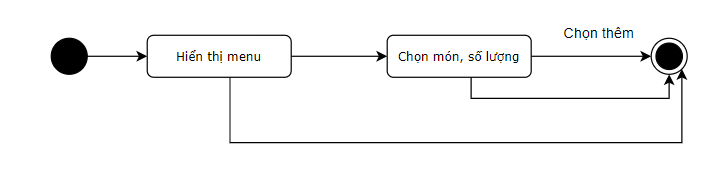 Chọn thêm
Hiển thị menu
Chọn món, số lượng